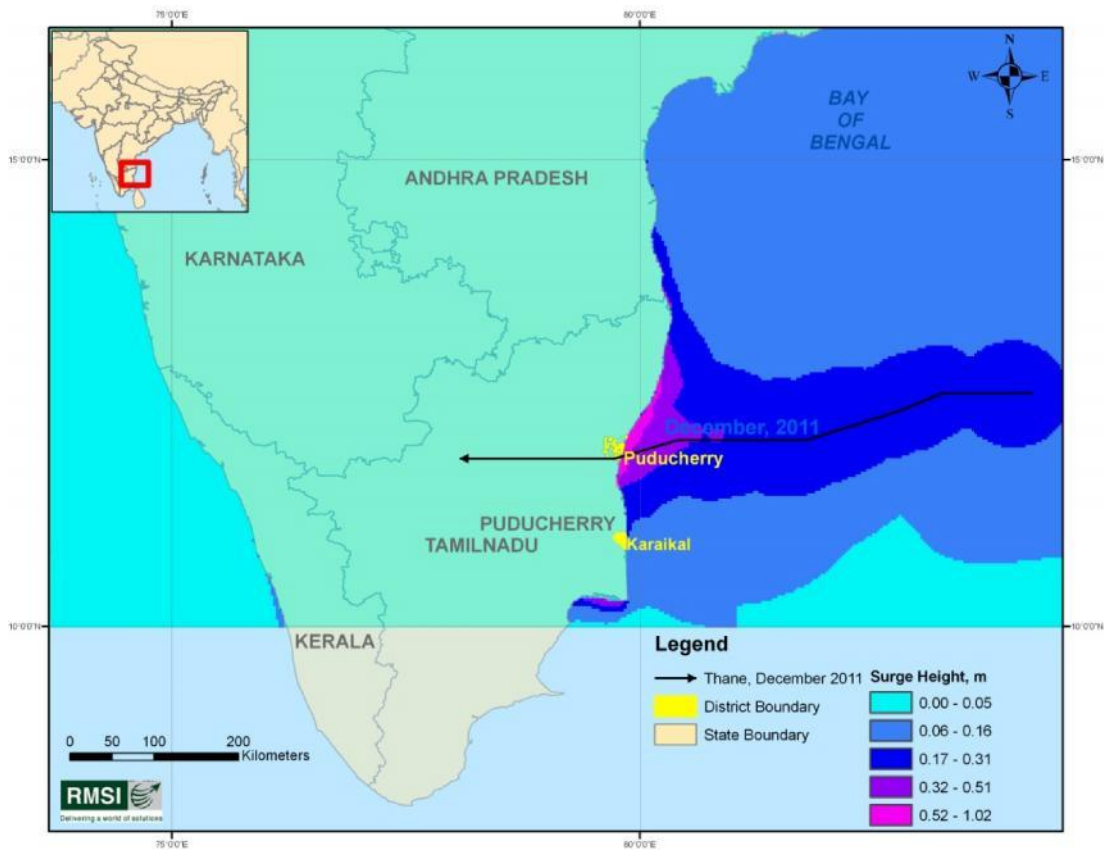 75°0'0"E
80°0'0"E
N
W
E
S
BAY
OF
BENGAL
15°0'0"N
15°0'0"N
ANDHRA PRADESH
KARNATAKA
December, 2011
Puducherry
PUDUCHERRY
TAMILNADU
Karaikal
10°0'0"N
10°0'0"N
KERALA
Legend
Thane, December 2011
District Boundary
State Boundary
Surge Height, m
0.00 - 0.05
0.06 - 0.16
0.17 - 0.31
0.32 - 0.51
0.52 - 1.02
0 50 100 200
Kilometers
RMSI
Delivering a world of solutions
75°0'0"E
80°0'0"E